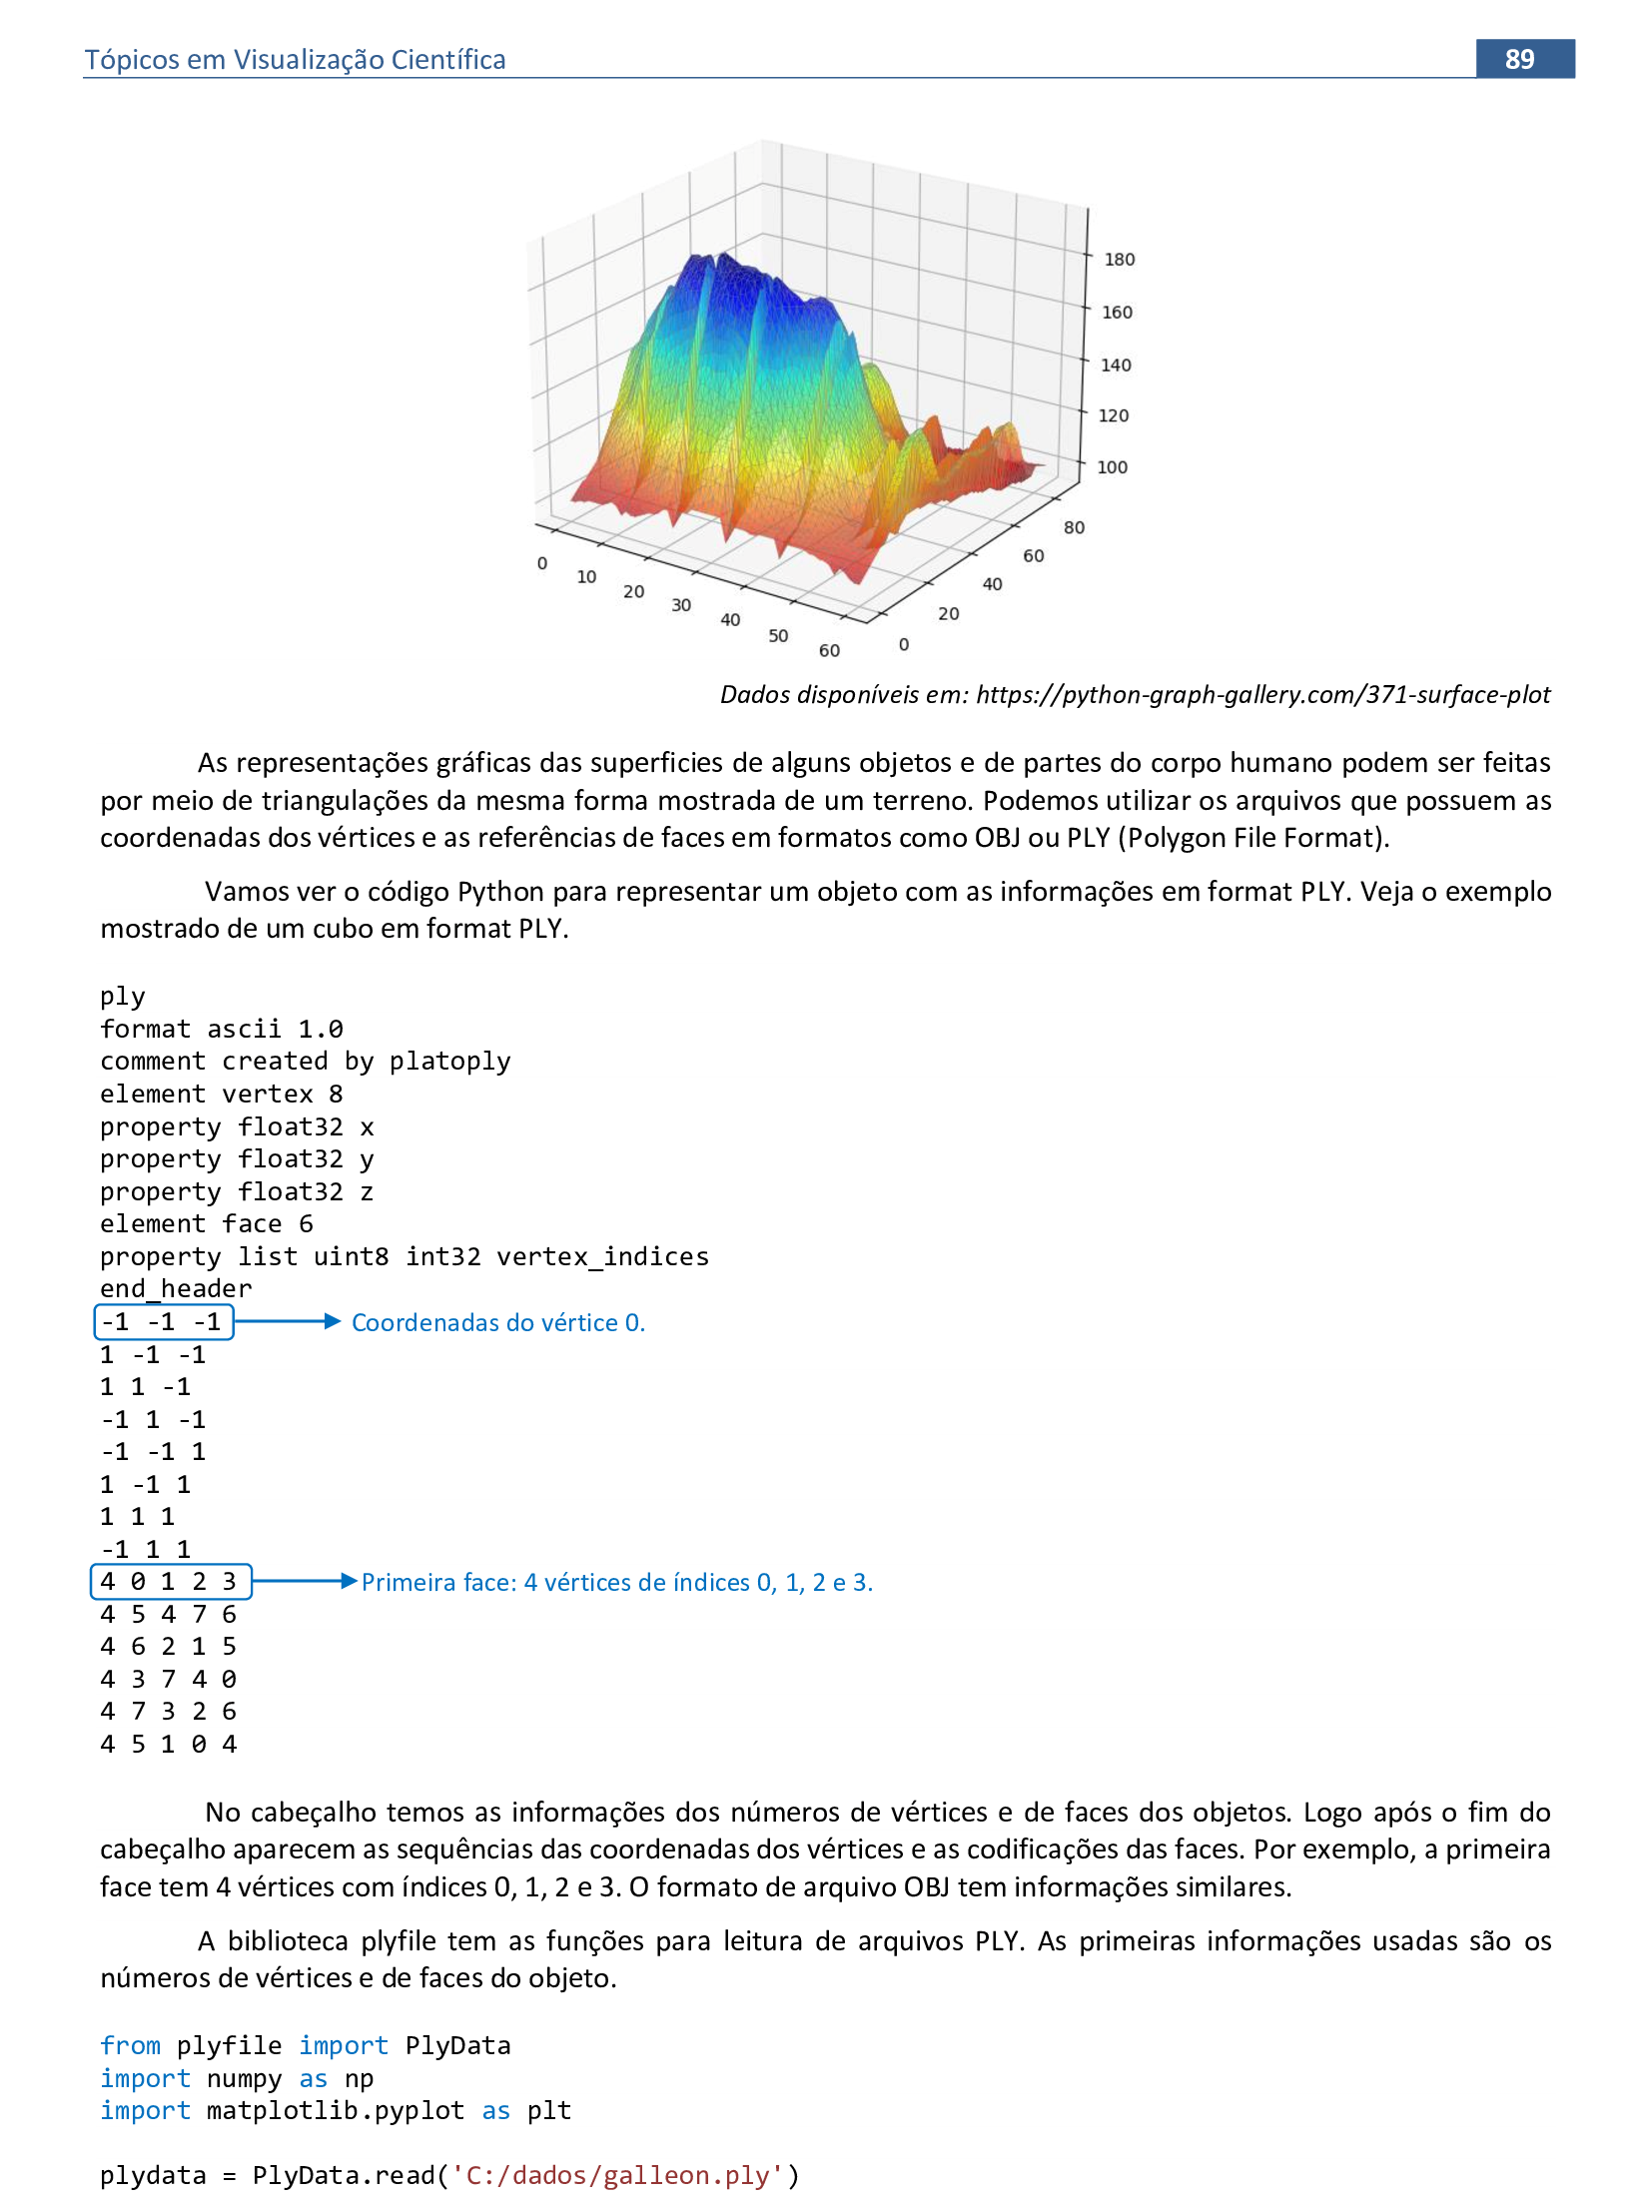 Tópicos em Visualização Científica
89
180
160
140
120
100
80
60
40
20
0
0
10
20
30
40
50
60
Dados disponíveis em: https://python-graph-gallery.com/371-surface-plot
As representações gráficas das superficies de alguns objetos e de partes do corpo humano podem ser feitas
por meio de triangulações da mesma forma mostrada de um terreno. Podemos utilizar os arquivos que possuem as
coordenadas dos vértices e as referências de faces em formatos como OBJ ou PLY (Polygon File Format).
Vamos ver o código Python para representar um objeto com as informações em format PLY. Veja o exemplo
mostrado de um cubo em format PLY.
ply
format ascii 1.0
comment created by platoply
element vertex 8
property float32 x
property float32 y
property float32 z
element face 6
property list uint8 int32 vertex_indices
end_header
-1 -1 -1 Coordenadas do vértice 0.
1 -1 -1
1 1 -1
-1 1 -1
-1 -1 1
1 -1 1
1 1 1
-1 1 1
4 0 1 2 3 Primeira face: 4 vértices de índices 0, 1, 2 e 3.
4 5 4 7 6
4 6 2 1 5
4 3 7 4 0
4 7 3 2 6
4 5 1 0 4
No cabeçalho temos as informações dos números de vértices e de faces dos objetos. Logo após o fim do
cabeçalho aparecem as sequências das coordenadas dos vértices e as codificações das faces. Por exemplo, a primeira
face tem 4 vértices com índices 0, 1, 2 e 3. O formato de arquivo OBJ tem informações similares.
A biblioteca plyfile tem as funções para leitura de arquivos PLY. As primeiras informações usadas são os
números de vértices e de faces do objeto.
from plyfile import PlyData
import numpy as np
import matplotlib.pyplot as plt
plydata = PlyData.read('C:/dados/galleon.ply')